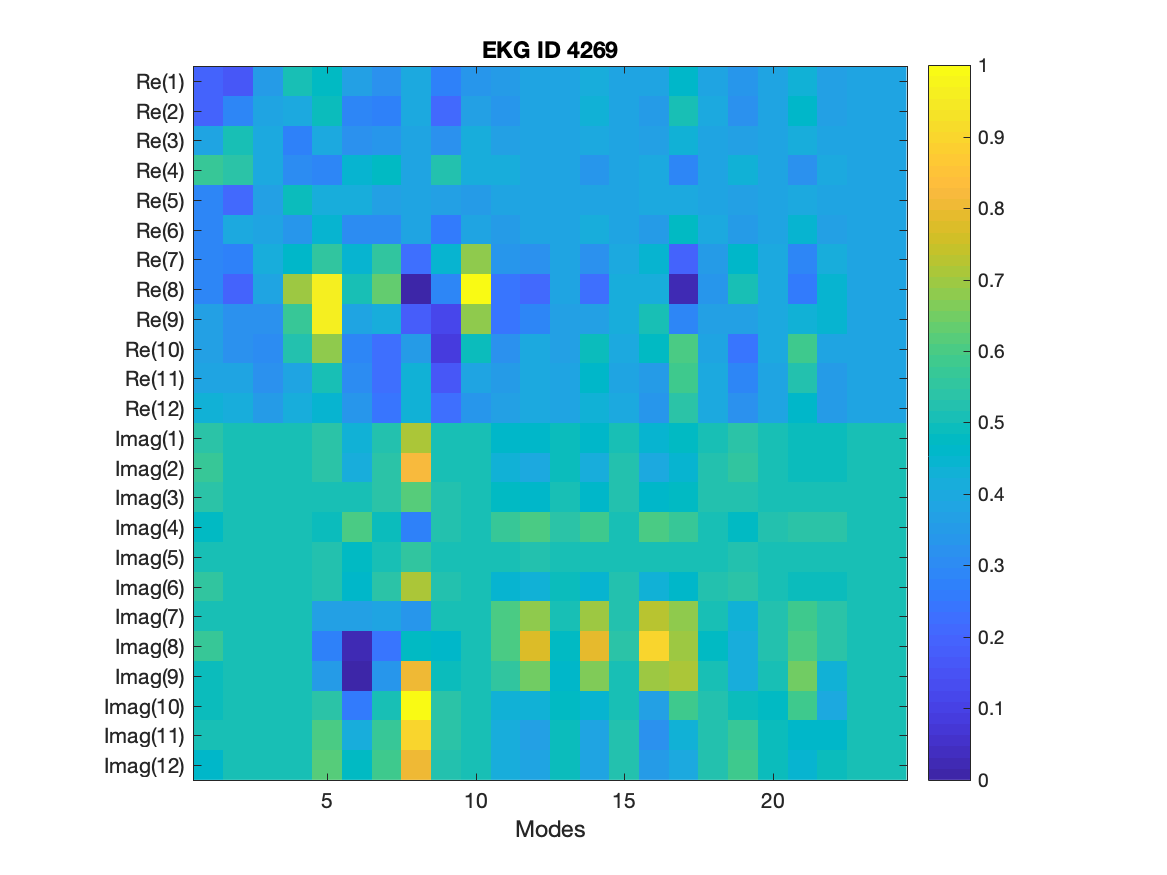 EKG ID 4269
Re(1)
Re(2)
Re(3)
Re(4)
Re(5)
Re(6)
Re(7)
Re(8)
Re(9)
Re(10)
Re(11)
Re(12)
Imag(1)
Imag(2)
Imag(3)
Imag(4)
Imag(5)
Imag(6)
Imag(7)
Imag(8)
Imag(9)
Imag(10)
Imag(11)
Imag(12)
5 10 15 20
Modes
1
0.9
0.8
0.7
0.6
0.5
0.4
0.3
0.2
0.1
0